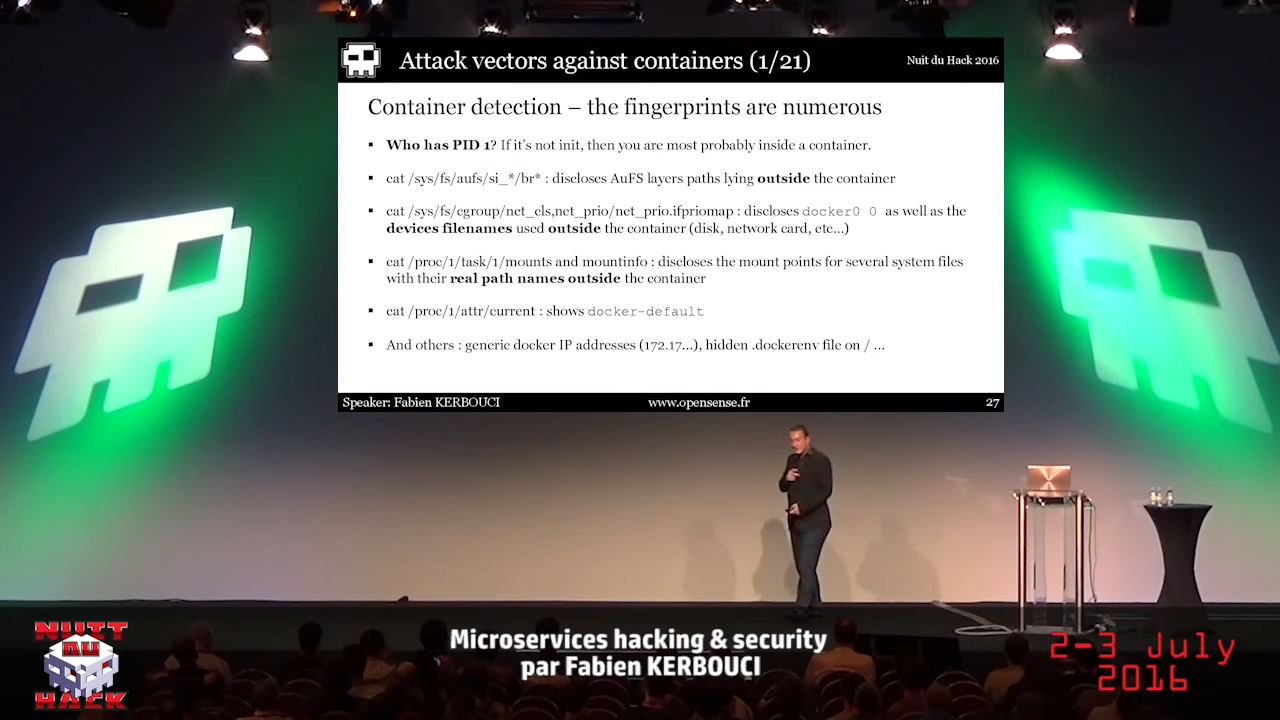 Attack vectors against containers (1/21)
Nuit du Hack 2016
Container detection – the fingerprints are numerous
▪ Who has PID 1? If it's not init, then you are most probably inside a container.
▪ cat /sys/fs/aufs/si_*/br* : discloses AuFS layers paths lying outside the container
▪ cat /sys/fs/cgroup/net_cls,net_prio/net_prio.ifpriomap : discloses docker0 0 as well as the
devices filenames used outside the container (disk, network card, etc...)
▪ cat /proc/1/task/1/mounts and mountinfo : discloses the mount points for several system files
with their real path names outside the container
▪ cat /proc/1/attr/current : shows docker-default
▪ And others : generic docker IP addresses (172.17...), hidden .dockerenv file on / ...
Speaker: Fabien KERBOUCI
www.opensense.fr
27
NUIT
DU
HACK
Microservices hacking & security
par Fabien KERBOUCI
2-3 July
2016